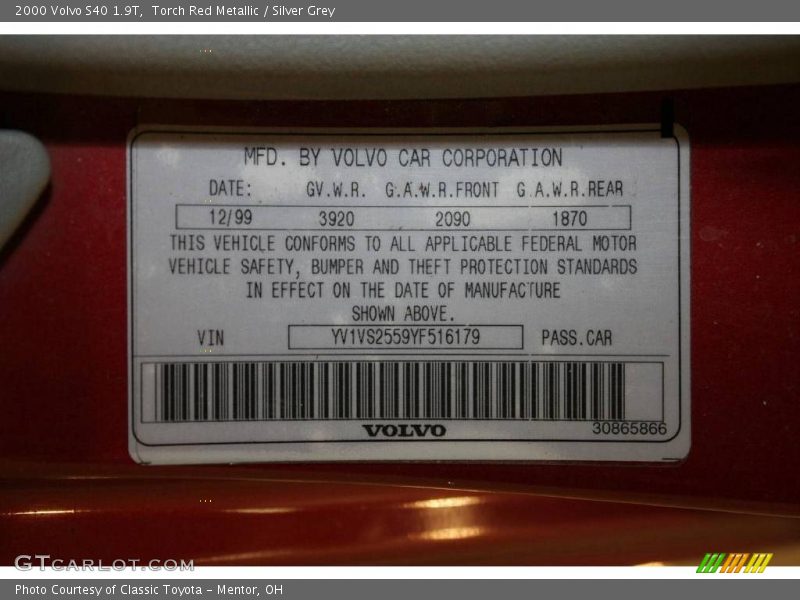 2000 Volvo S40 1.9T,  Torch Red Metallic / Silver Grey
MFD. BY VOLVO CAR CORPORATION
DATE: GV.W.R. G.A.W.R.FRONT G.A.W.R.REAR
12/99 3920 2090 1870
THIS VEHICLE CONFORMS TO ALL APPLICABLE FEDERAL MOTOR
VEHICLE SAFETY, BUMPER AND THEFT PROTECTION STANDARDS
IN EFFECT ON THE DATE OF MANUFACTURE
SHOWN ABOVE.
VIN YV1VS2559YF516179 PASS.CAR
VOLVO 30865866
GTCARLOT.COM
Photo Courtesy of Classic Toyota - Mentor, OH